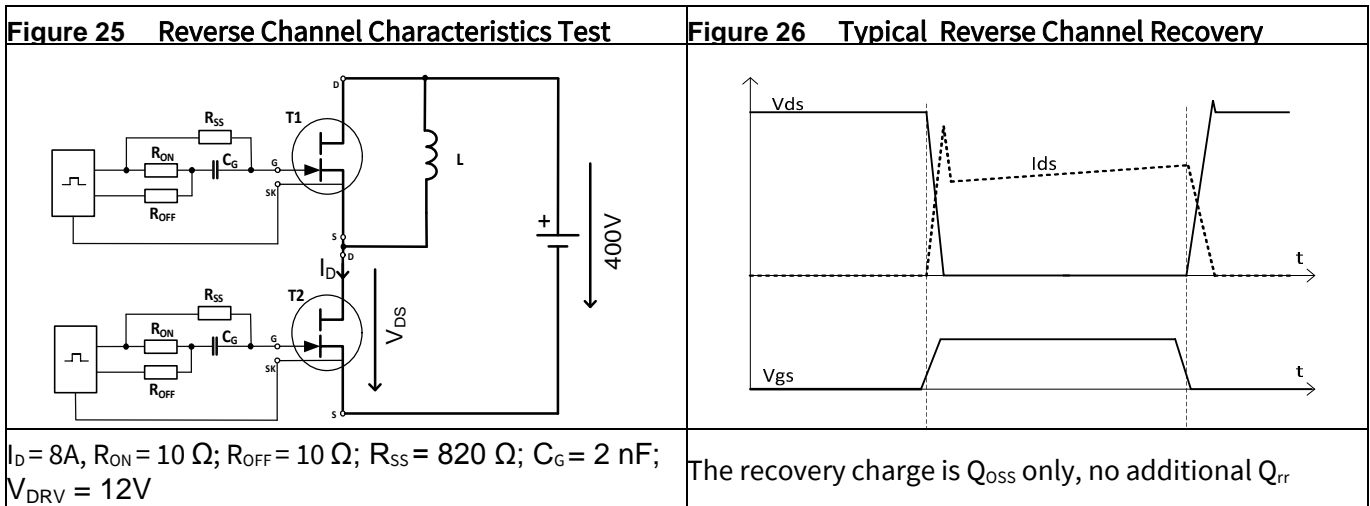 Figure 25 Reverse Channel Characteristics Test
Figure 26 Typical Reverse Channel Recovery
D
T1
RSS
RON
CG
G
SK
ROFF
L
S
D
ID
+
400V
T2
RSS
RON
CG
G
SK
ROFF
VDS
S
Vds
Ids
t
Vgs
t
ID = 8A, RON = 10 Ω; ROFF = 10 Ω; RSS = 820 Ω; CG = 2 nF;
VDRV = 12V
The recovery charge is QOSS only, no additional Qrr